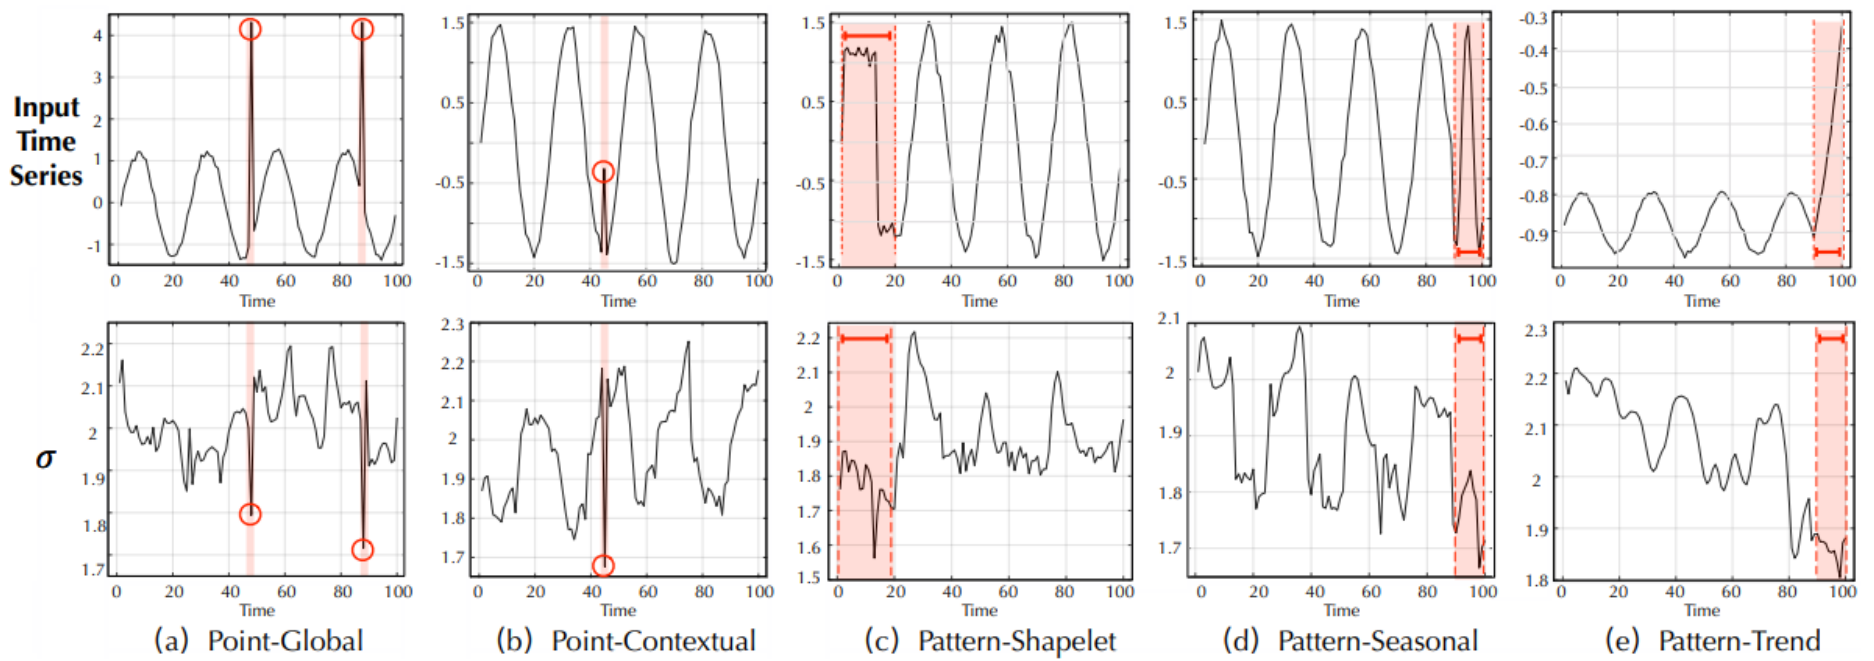 Input
Time
Series
4
3
2
1
0
-1
0 20 40 60 80 100
Time
1.5
0.5
-0.5
-1.5
0 20 40 60 80 100
Time
1.5
0.5
-0.5
-1.5
0 20 40 60 80 100
Time
1.5
0.5
-0.5
-1.5
0 20 40 60 80 100
Time
-0.3
-0.4
-0.5
-0.6
-0.7
-0.8
-0.9
0 20 40 60 80 100
Time
σ
2.2
2.1
2
1.9
1.8
1.7
0 20 40 60 80 100
Time
2.3
2.2
2.1
2
1.9
1.8
1.7
0 20 40 60 80 100
Time
2.2
2.1
2
1.9
1.8
1.7
1.6
1.5
0 20 40 60 80 100
Time
2.1
2
1.9
1.8
1.7
0 20 40 60 80 100
Time
2.3
2.2
2.1
2
1.9
1.8
0 20 40 60 80 100
Time
(a) Point-Global
(b) Point-Contextual
(c) Pattern-Shapelet
(d) Pattern-Seasonal
(e) Pattern-Trend